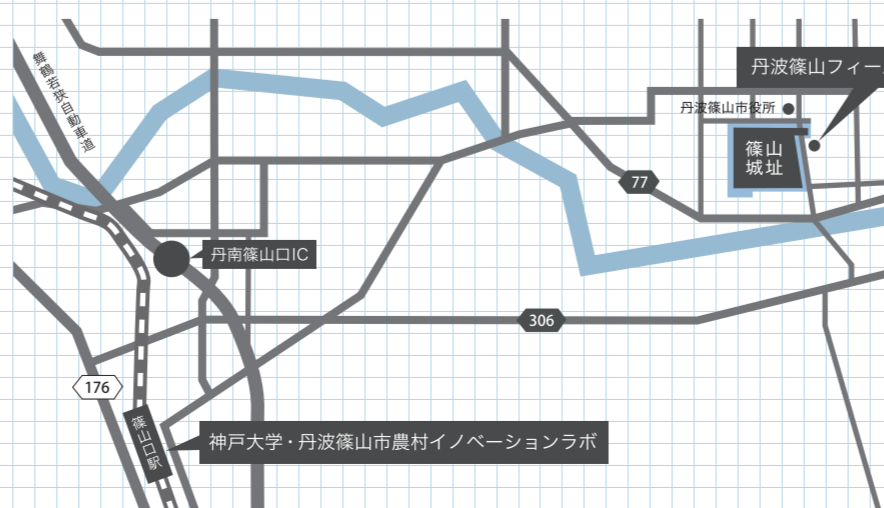 舞鶴若狭自動車道
丹波篠山フィー
丹波篠山市役所
篠山
城址
77
丹南篠山口IC
306
176
篠山口駅
神戸大学・丹波篠山市農村イノベーションラボ